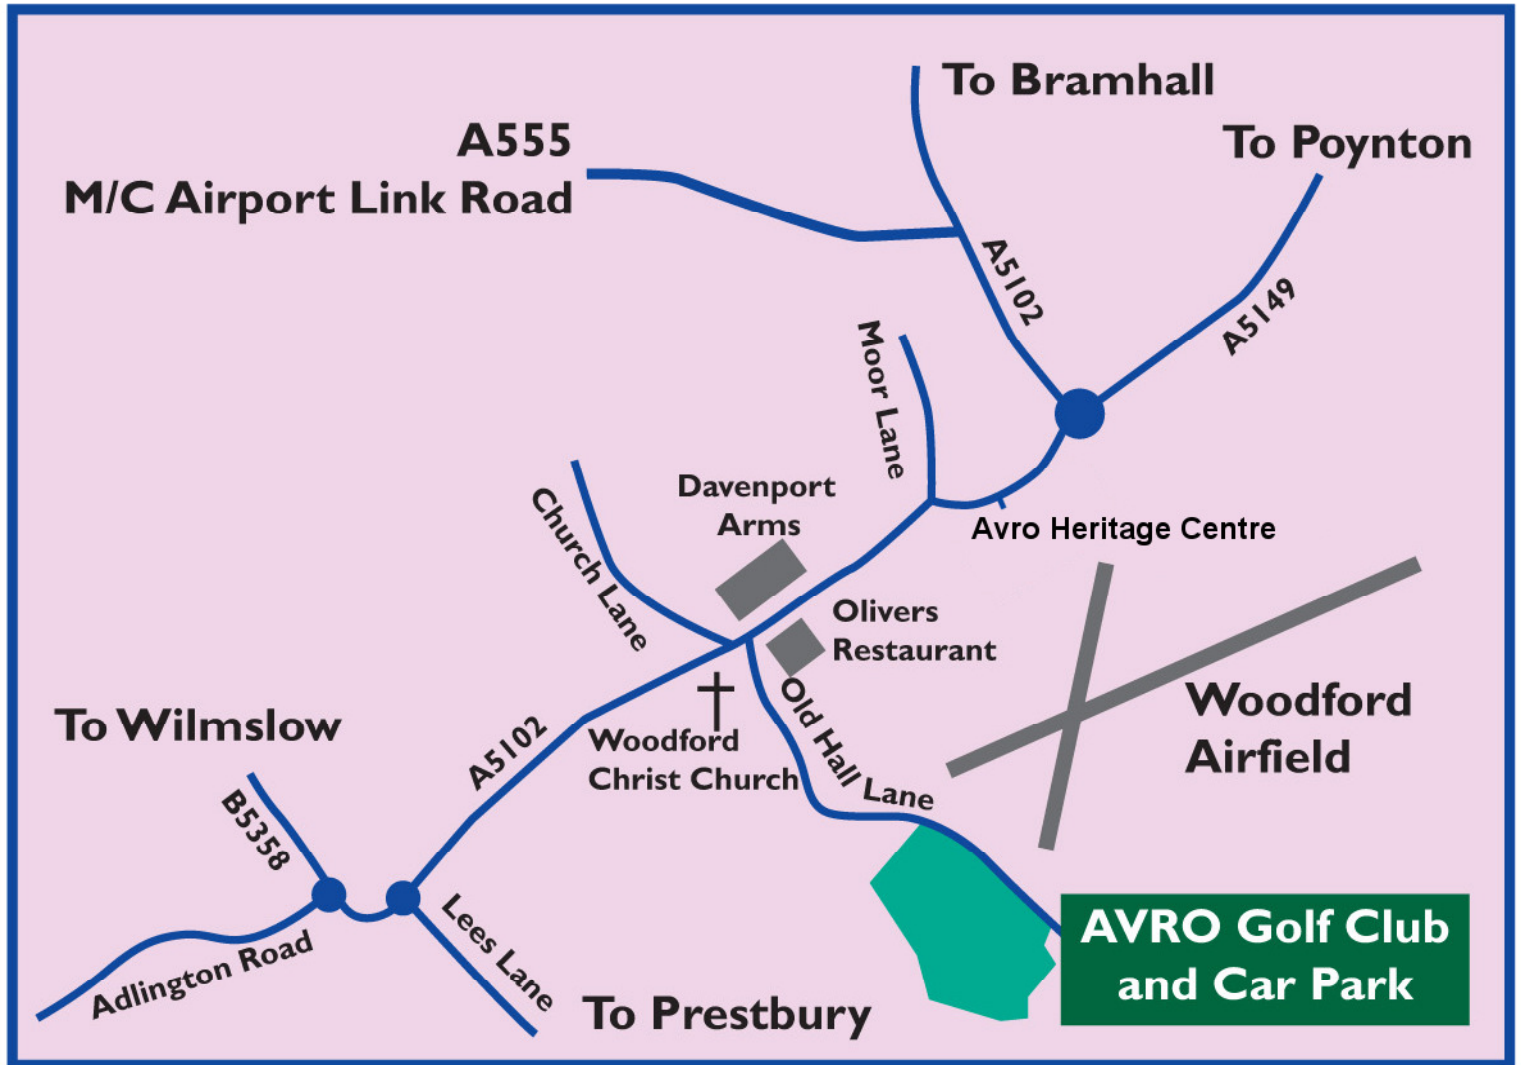 To Bramhall
A555
To Poynton
M/C Airport Link Road
A5102
A5149
Moor Lane
Davenport
Arms
Church Lane
Avro Heritage Centre
Olivers
Restaurant
Old Hall Lane
Woodford
Airfield
To Wilmslow
A5102
Woodford
Christ Church
B5358
Lees Lane
Adlington Road
AVRO Golf Club
and Car Park
To Prestbury